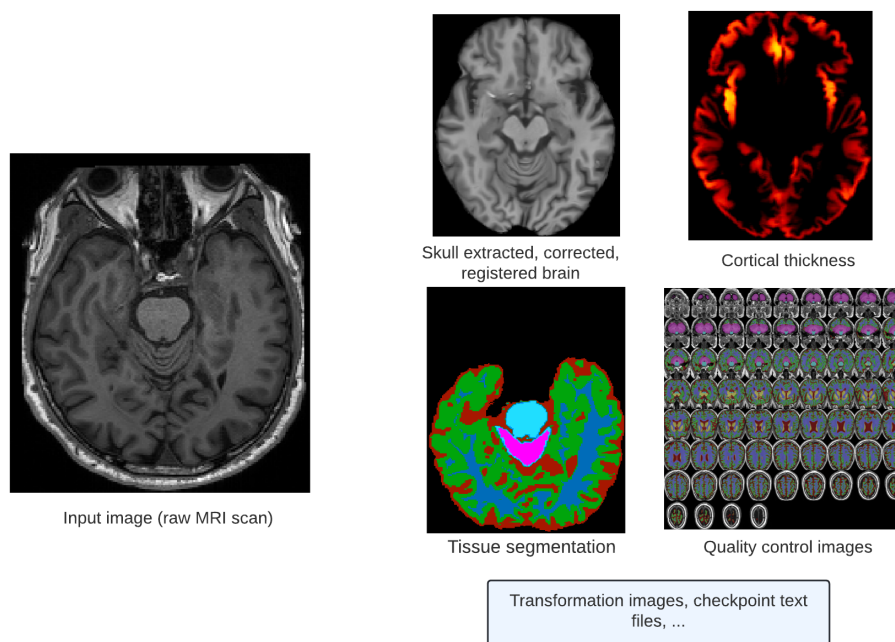 Input image (raw MRI scan)
Skull extracted, corrected,
registered brain
Cortical thickness
Tissue segmentation
Quality control images
Transformation images, checkpoint text
files, ...